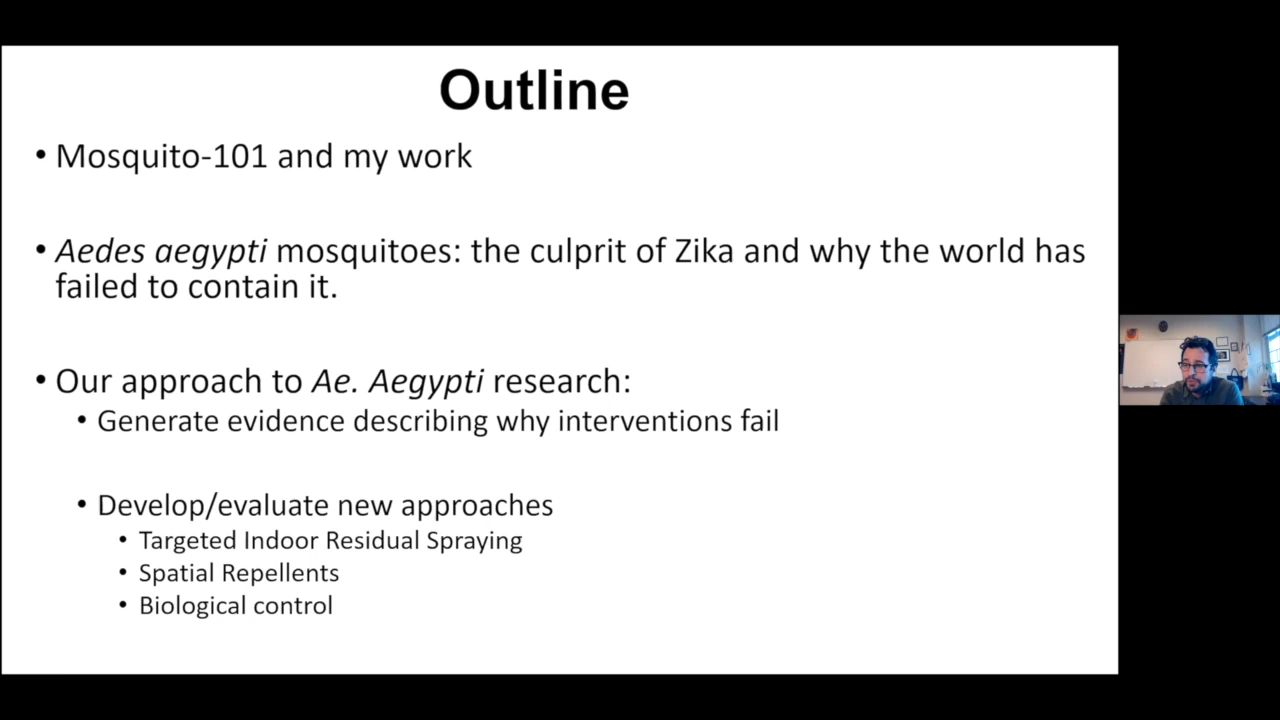 Outline
• Mosquito-101 and my work
• Aedes aegypti mosquitoes: the culprit of Zika and why the world has
failed to contain it.
• Our approach to Ae. Aegypti research:
• Generate evidence describing why interventions fail
• Develop/evaluate new approaches
• Targeted Indoor Residual Spraying
• Spatial Repellents
• Biological control